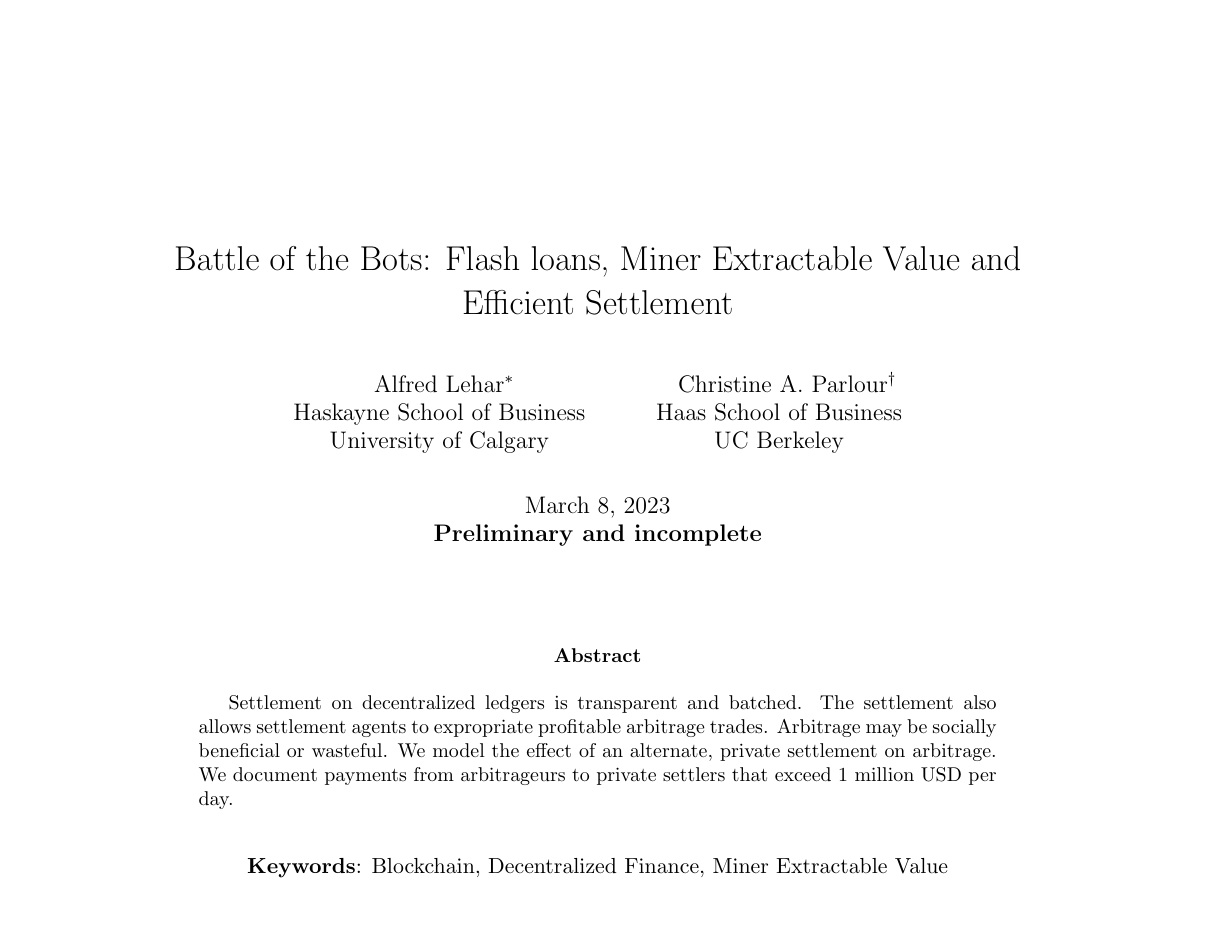 Battle of the Bots: Flash loans, Miner Extractable Value and
Efficient Settlement
Alfred Lehar*
Haskayne School of Business
University of Calgary
Christine A. Parlour†
Haas School of Business
UC Berkeley
March 8, 2023
Preliminary and incomplete
Abstract
Settlement on decentralized ledgers is transparent and batched. The settlement also
allows settlement agents to expropriate profitable arbitrage trades. Arbitrage may be socially
beneficial or wasteful. We model the effect of an alternate, private settlement on arbitrage.
We document payments from arbitrageurs to private settlers that exceed 1 million USD per
day.
Keywords: Blockchain, Decentralized Finance, Miner Extractable Value